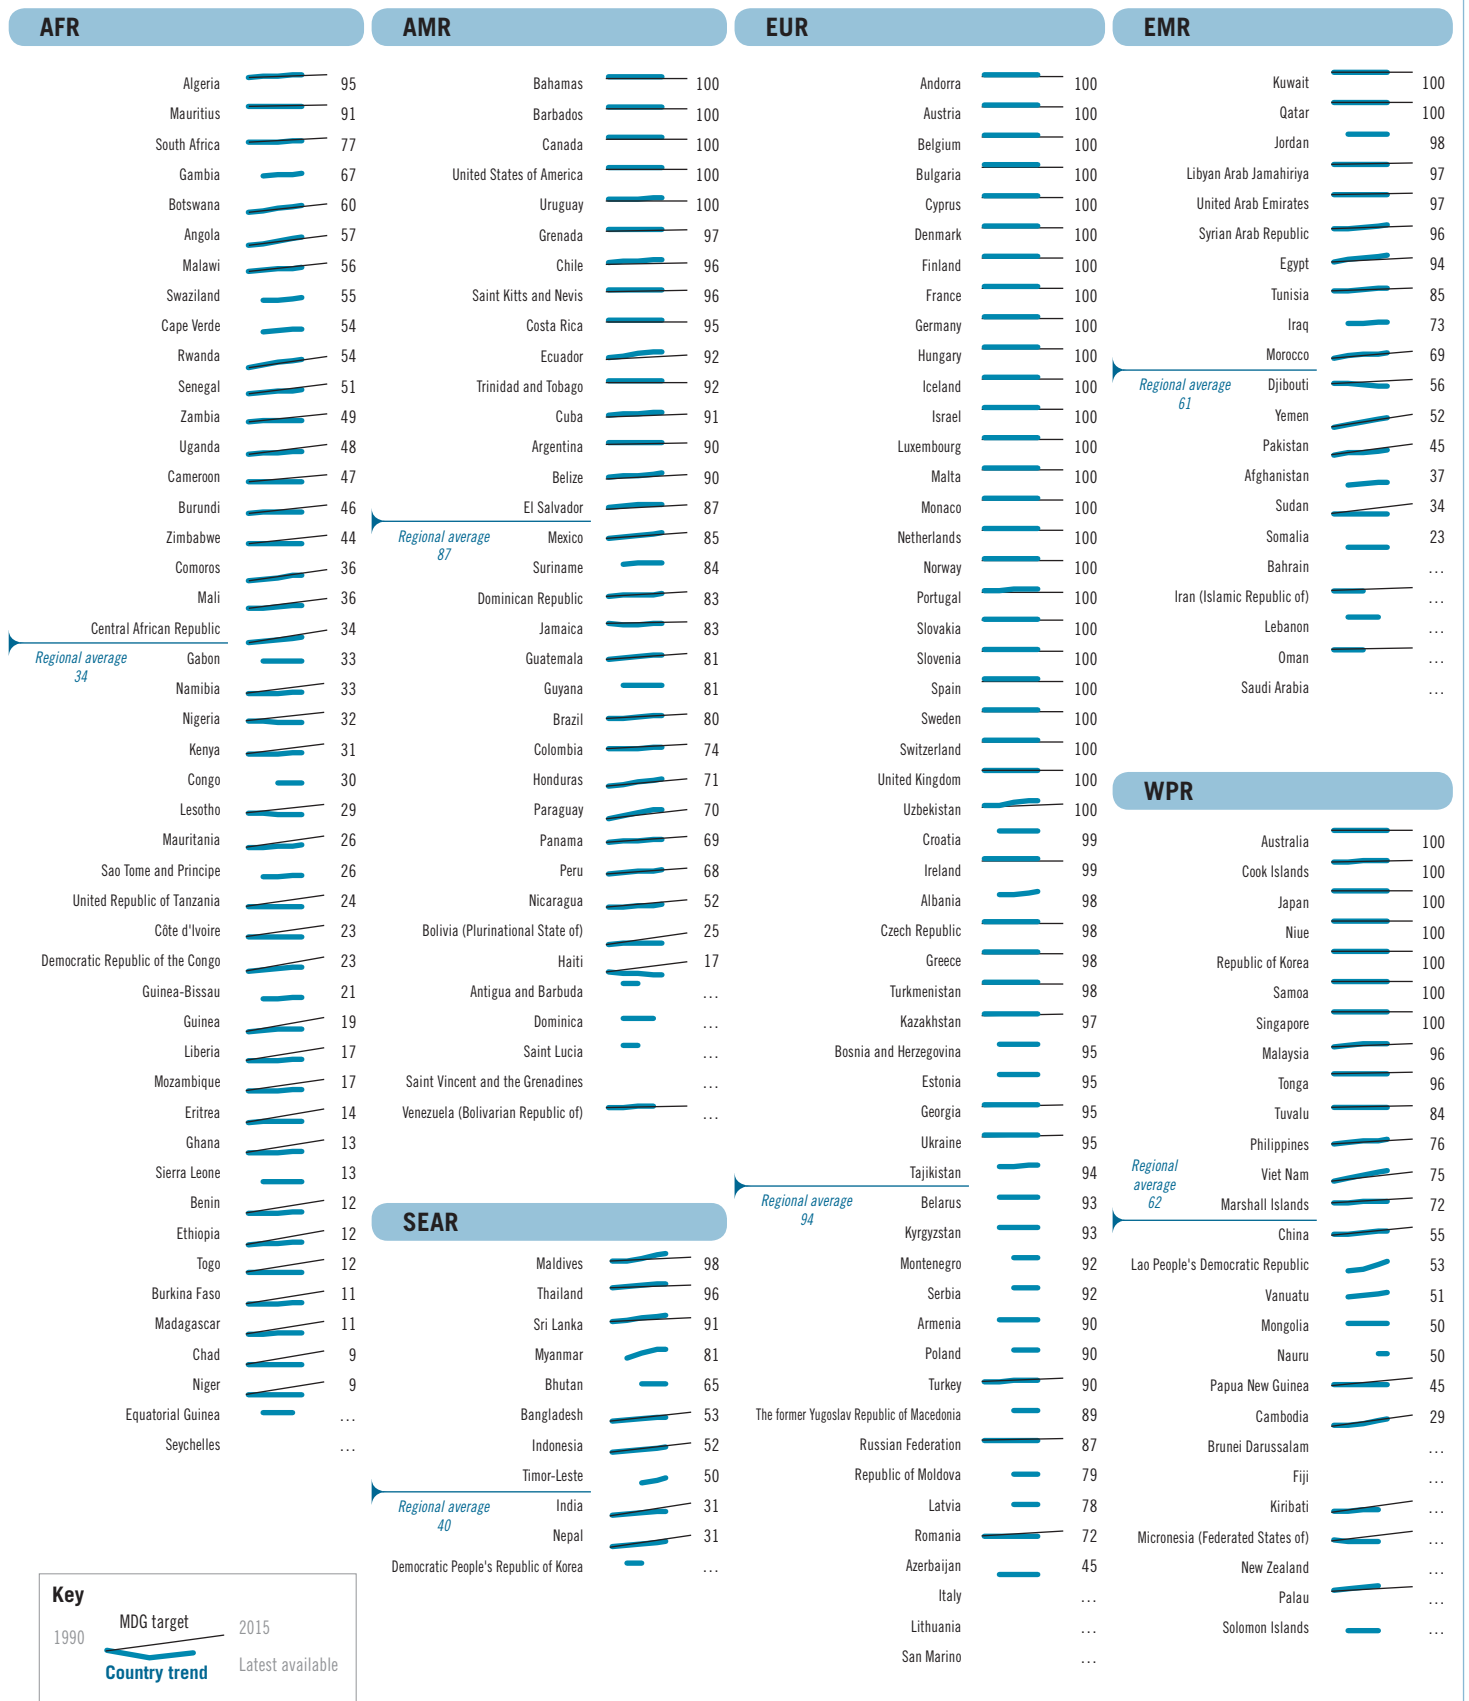 AFR
Algeria 95
Mauritius 91
South Africa 77
Gambia 67
Botswana 60
Angola 57
Malawi 56
Swaziland 55
Cape Verde 54
Rwanda 54
Senegal 51
Zambia 49
Uganda 48
Cameroon 47
Burundi 46
Zimbabwe 44
Comoros 36
Mali 36
Central African Republic 34
Regional average
34
Gabon 33
Namibia 33
Nigeria 32
Kenya 31
Congo 30
Lesotho 29
Mauritania 26
Sao Tome and Principe 26
United Republic of Tanzania 24
Côte d'Ivoire 23
Democratic Republic of the Congo 23
Guinea-Bissau 21
Guinea 19
Liberia 17
Mozambique 17
Eritrea 14
Ghana 13
Sierra Leone 13
Benin 12
Ethiopia 12
Togo 12
Burkina Faso 11
Madagascar 11
Chad 9
Niger 9
Equatorial Guinea ...
Seychelles ...
Key
MDG target
1990
2015
Country trend
Latest available
AMR
Bahamas 100
Barbados 100
Canada 100
United States of America 100
Uruguay 100
Grenada 97
Chile 96
Saint Kitts and Nevis 96
Costa Rica 95
Ecuador 92
Trinidad and Tobago 92
Cuba 91
Argentina 90
Belize 90
El Salvador 87
Regional average
87
Mexico 85
Suriname 84
Dominican Republic 83
Jamaica 83
Guatemala 81
Guyana 81
Brazil 80
Colombia 74
Honduras 71
Paraguay 70
Panama 69
Peru 68
Nicaragua 52
Bolivia (Plurinational State of) 25
Haiti 17
Antigua and Barbuda ...
Dominica ...
Saint Lucia ...
Saint Vincent and the Grenadines ...
Venezuela (Bolivarian Republic of) ...
SEAR
Maldives 98
Thailand 96
Sri Lanka 91
Myanmar 81
Bhutan 65
Bangladesh 53
Indonesia 52
Timor-Leste 50
Regional average
40
India 31
Nepal 31
Democratic People's Republic of Korea ...
EUR
Andorra 100
Austria 100
Belgium 100
Bulgaria 100
Cyprus 100
Denmark 100
Finland 100
France 100
Germany 100
Hungary 100
Iceland 100
Israel 100
Luxembourg 100
Malta 100
Monaco 100
Netherlands 100
Norway 100
Portugal 100
Slovakia 100
Slovenia 100
Spain 100
Sweden 100
Switzerland 100
United Kingdom 100
Uzbekistan 100
Croatia 99
Ireland 99
Albania 98
Czech Republic 98
Greece 98
Turkmenistan 98
Kazakhstan 97
Bosnia and Herzegovina 95
Estonia 95
Georgia 95
Ukraine 95
Tajikistan 94
Regional average
94
Belarus 93
Kyrgyzstan 93
Montenegro 92
Serbia 92
Armenia 90
Poland 90
Turkey 90
The former Yugoslav Republic of Macedonia 89
Russian Federation 87
Republic of Moldova 79
Latvia 78
Romania 72
Azerbaijan 45
Italy ...
Lithuania ...
San Marino ...
EMR
Kuwait 100
Qatar 100
Jordan 98
Libyan Arab Jamahiriya 97
United Arab Emirates 97
Syrian Arab Republic 96
Egypt 94
Tunisia 85
Iraq 73
Morocco 69
Regional average
61
Djibouti 56
Yemen 52
Pakistan 45
Afghanistan 37
Sudan 34
Somalia 23
Bahrain ...
Iran (Islamic Republic of) ...
Lebanon ...
Oman ...
Saudi Arabia ...
WPR
Australia 100
Cook Islands 100
Japan 100
Niue 100
Republic of Korea 100
Samoa 100
Singapore 100
Malaysia 96
Tonga 96
Tuvalu 84
Philippines 76
Viet Nam 75
Marshall Islands 72
Regional
average
62
China 55
Lao People's Democratic Republic 53
Vanuatu 51
Mongolia 50
Nauru 50
Papua New Guinea 45
Cambodia 29
Brunei Darussalam ...
Fiji ...
Kiribati ...
Micronesia (Federated States of) ...
New Zealand ...
Palau ...
Solomon Islands ...